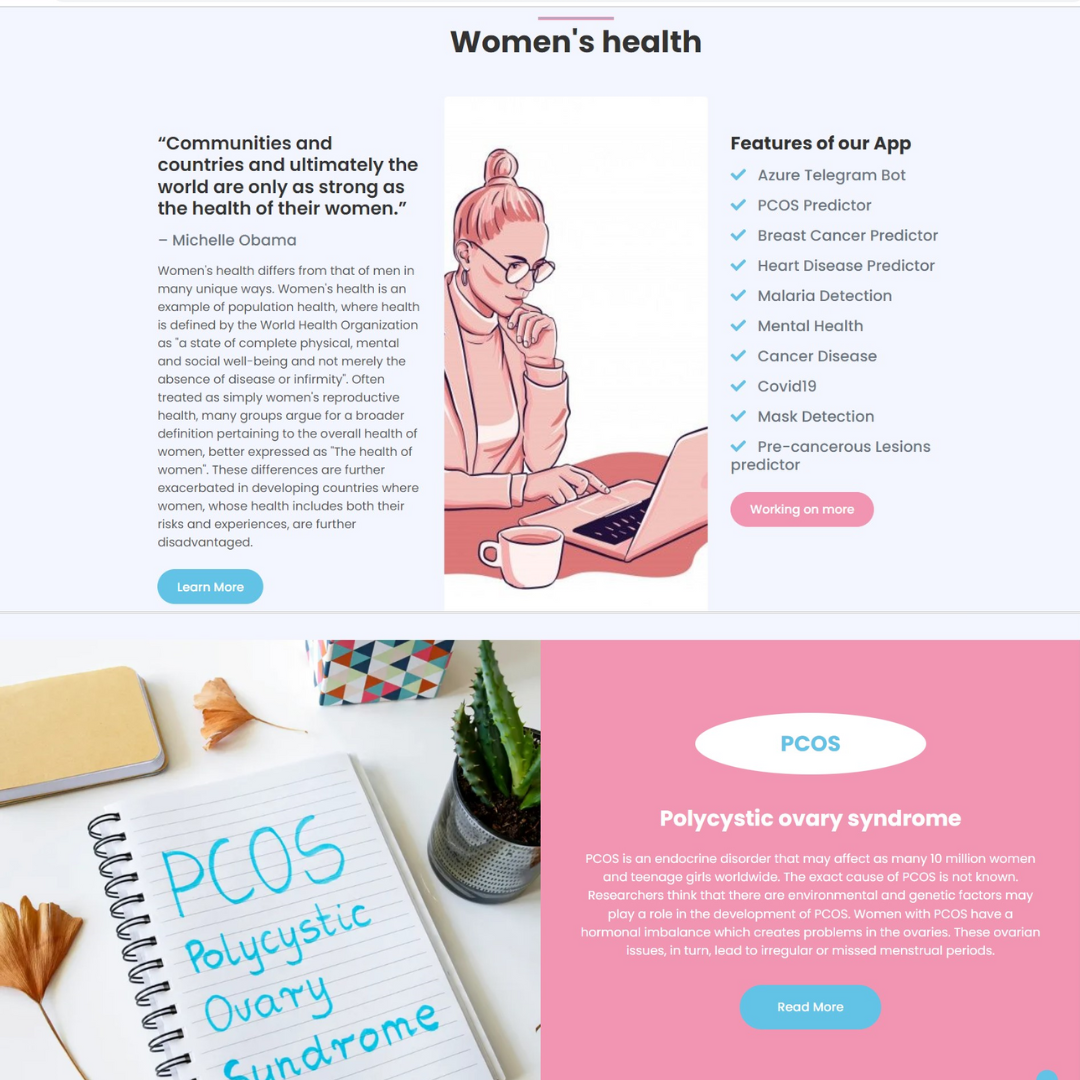 Women's health
“Communities and
countries and ultimately the
world are only as strong as
the health of their women.”
– Michelle Obama
Women's health differs from that of men in
many unique ways. Women's health is an
example of population health, where health
is defined by the World Health Organization
as "a state of complete physical, mental
and social well-being and not merely the
absence of disease or infirmity". Often
treated as simply women's reproductive
health, many groups argue for a broader
definition pertaining to the overall health of
women, better expressed as "The health of
women". These differences are further
exacerbated in developing countries where
women, whose health includes both their
risks and experiences, are further
disadvantaged.
Learn More
Features of our App
Azure Telegram Bot
PCOS Predictor
Breast Cancer Predictor
Heart Disease Predictor
Malaria Detection
Mental Health
Cancer Disease
Covid19
Mask Detection
Pre-cancerous Lesions
predictor
Working on more
PCOS
Polycystic
Ovary
Syndrome
PCOS
Polycystic ovary syndrome
PCOS is an endocrine disorder that may affect as many 10 million women
and teenage girls worldwide. The exact cause of PCOS is not known.
Researchers think that there are environmental and genetic factors may
play a role in the development of PCOS. Women with PCOS have a
hormonal imbalance which creates problems in the ovaries. These ovarian
issues, in turn, lead to irregular or missed menstrual periods.
Read More